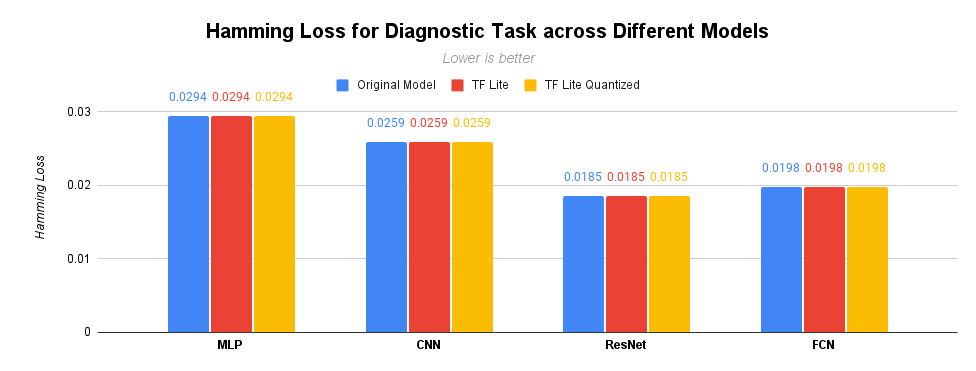 Hamming Loss for Diagnostic Task across Different Models
Lower is better
Original Model TF Lite TF Lite Quantized
Hamming Loss
0.03
0.02
0.01
0
0.0294 0.0294 0.0294
0.0259 0.0259 0.0259
0.0185 0.0185 0.0185
0.0198 0.0198 0.0198
MLP CNN ResNet FCN